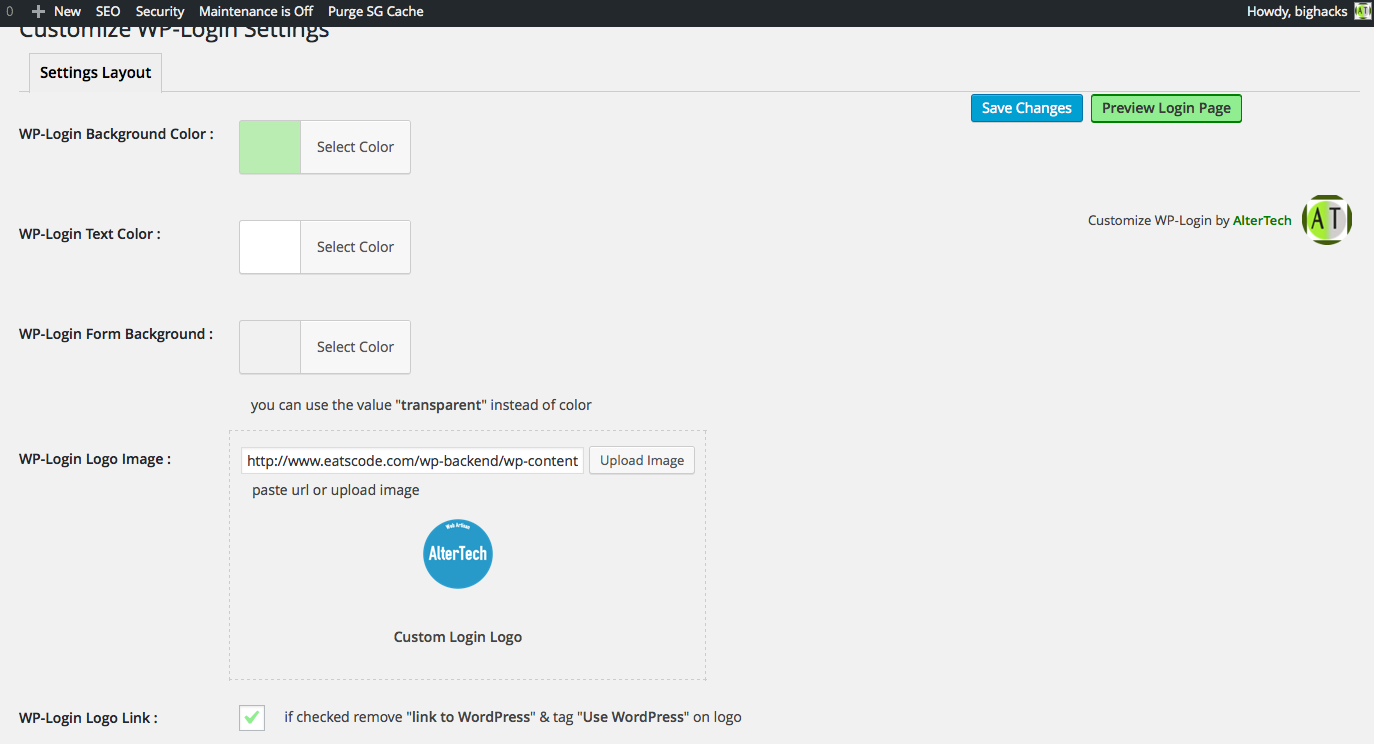 0 New SEO Security Maintenance is Off Purge SG Cache Howdy, bighacks
Customize WP-Login Settings
Settings Layout
Save Changes Preview Login Page
WP-Login Background Color : Select Color
Customize WP-Login by AlterTech AT
WP-Login Text Color : Select Color
WP-Login Form Background : Select Color
you can use the value "transparent" instead of color
WP-Login Logo Image : http://www.eatscode.com/wp-backend/wp-content Upload Image
paste url or upload image
Web Artisan
AlterTech
Custom Login Logo
WP-Login Logo Link : if checked remove "link to WordPress" & tag "Use WordPress" on logo